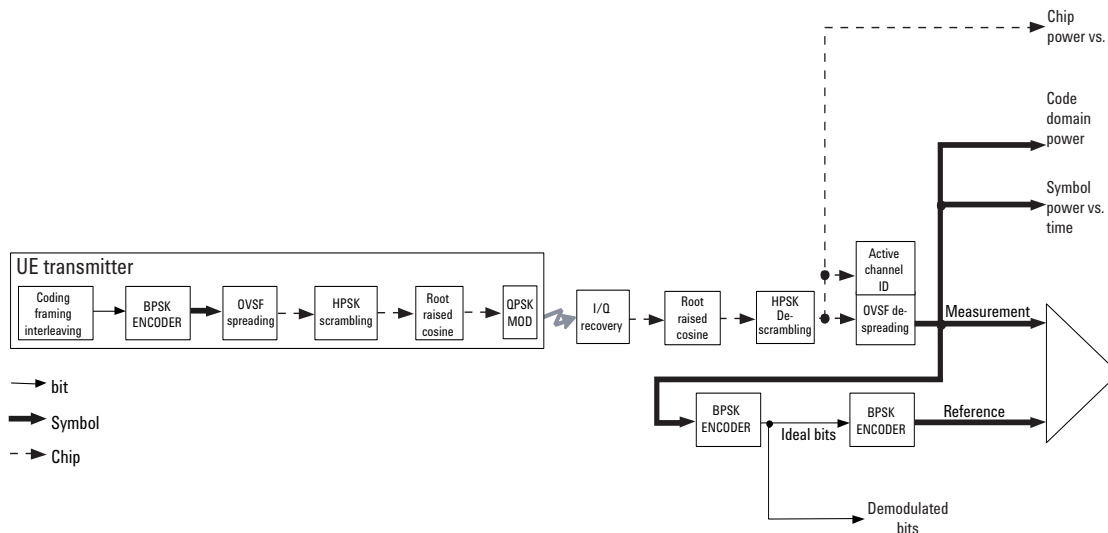 Chip
power vs.
Code
domain
power
Symbol
power vs.
time
UE transmitter
Coding
framing
interleaving
BPSK
ENCODER
OVSF
spreading
HPSK
scrambling
Root
raised
cosine
QPSK
MOD
I/Q
recovery
Root
raised
cosine
HPSK
De-
scrambling
Active
channel
ID
OVSF de-
spreading
Measurement
bit
Symbol
Chip
BPSK
ENCODER
Ideal bits
BPSK
ENCODER
Reference
Demodulated
bits